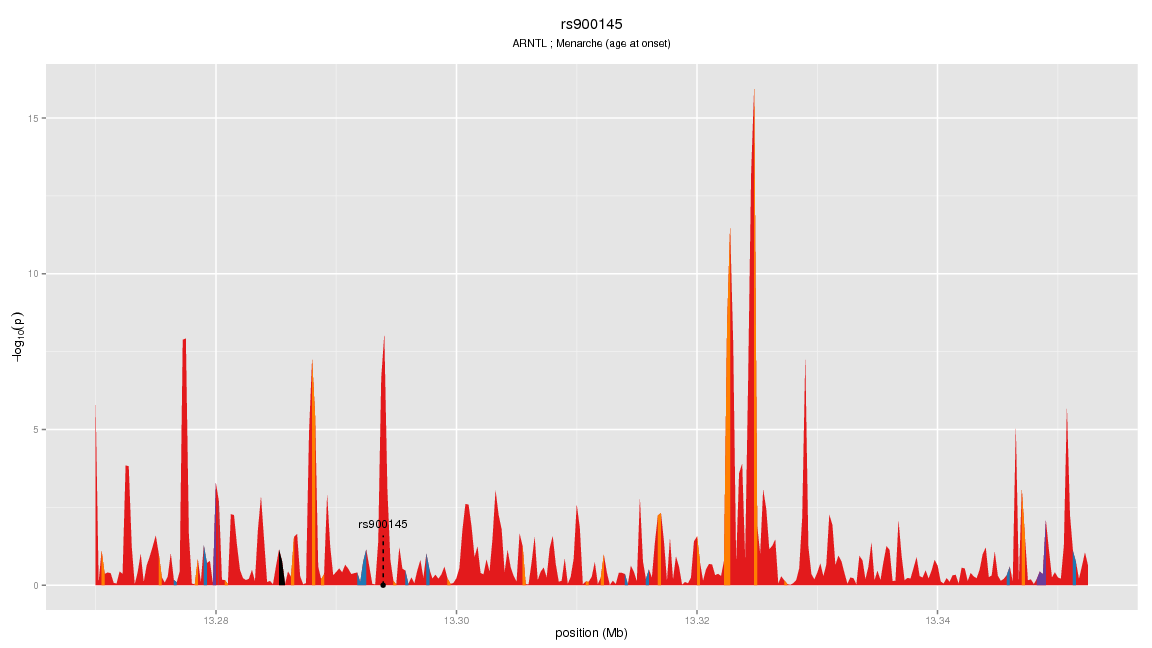 rs900145
ARNTL ; Menarche (age at onset)
15
10
5
0
−log10(p)
rs900145
13.28
13.30
13.32
13.34
position (Mb)